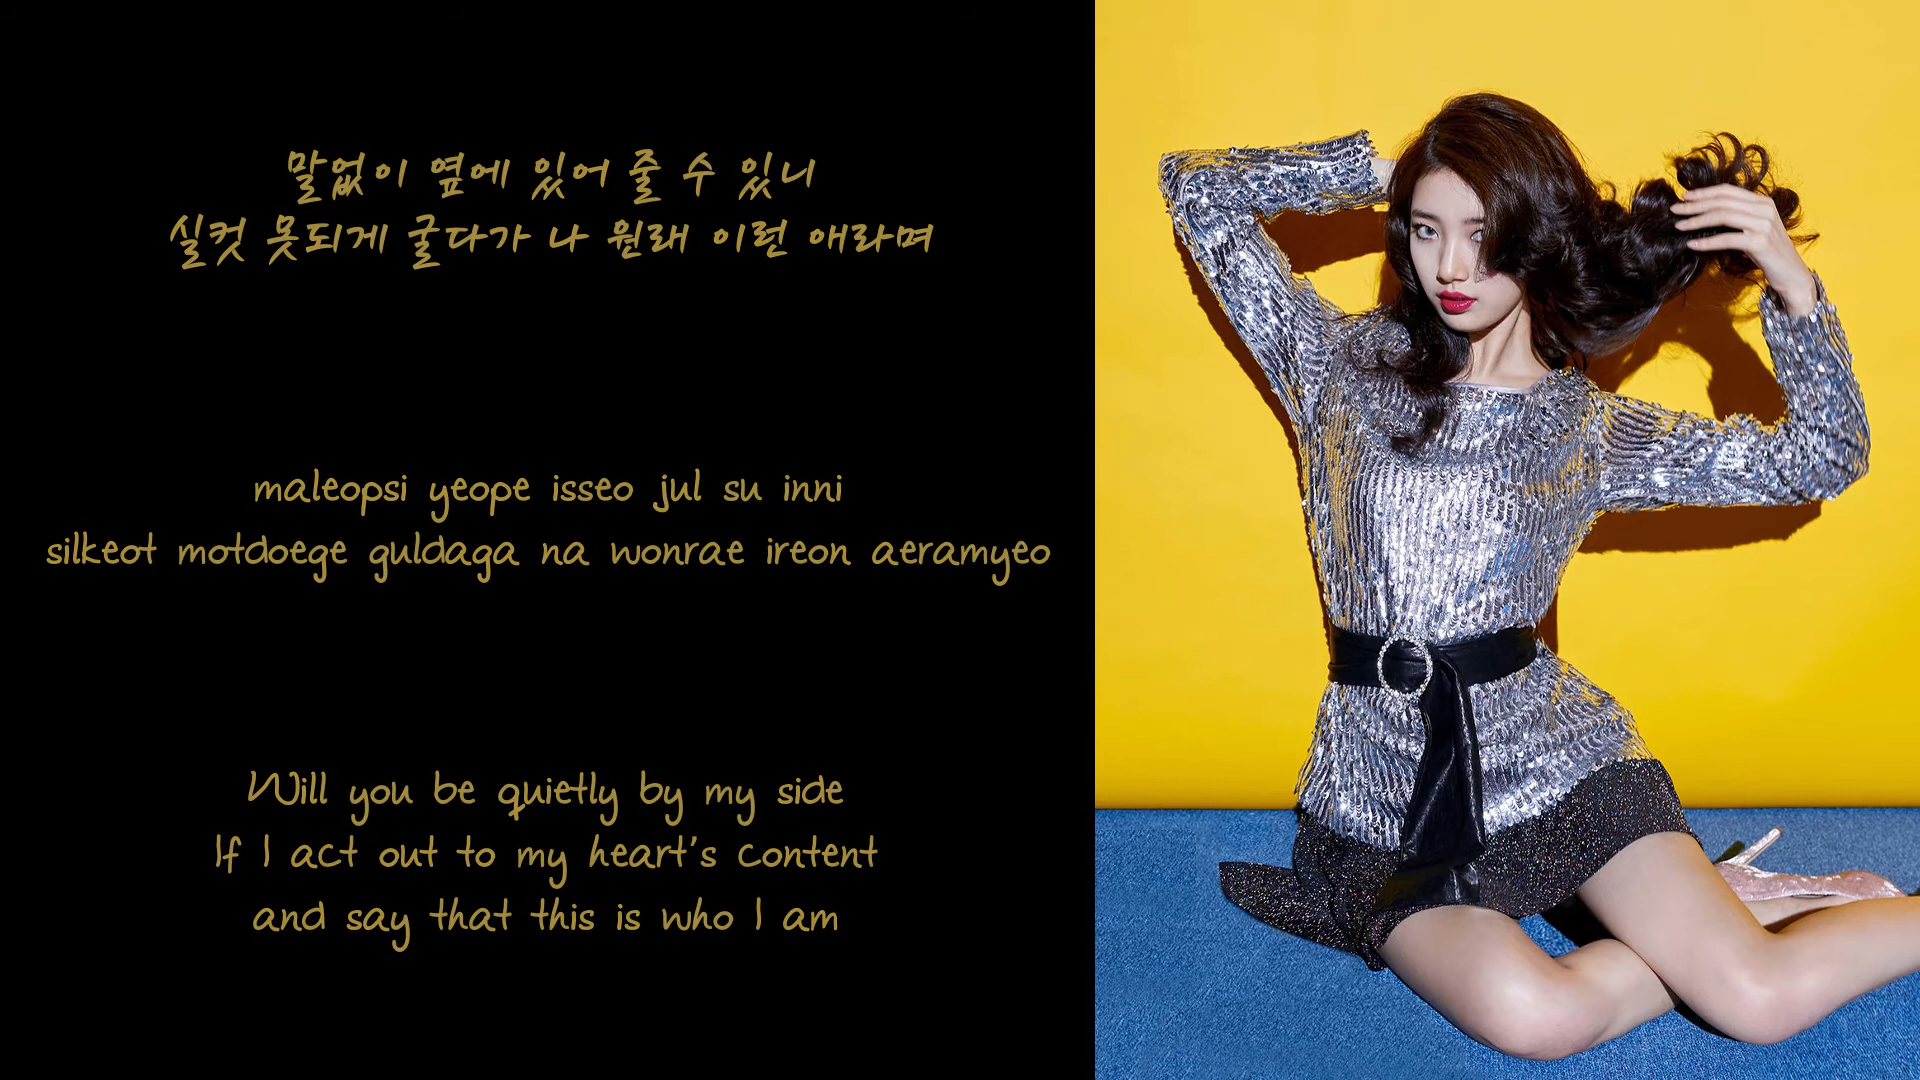 말없이 옆에 있어 줄 수 있니
실컷 못되게 굴다가 나 원래 이런 애라며
maleopsi yeope isseo jul su inni
silkeot motdoege guldaga na wonrae ireon aeramyeo
Will you be quietly by my side
If I act out to my heart's content
and say that this is who I am